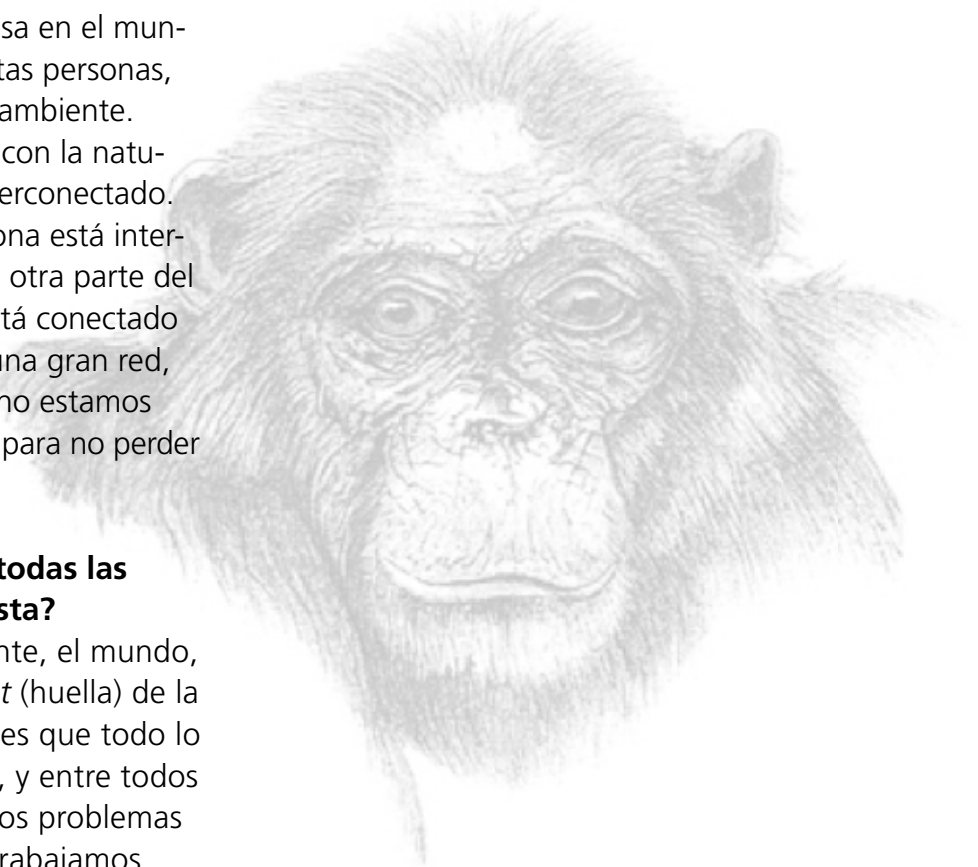 sa en el mun-
tas personas,
ambiente.
con la natu-
erconectado.
ona está inter-
otra parte del
tá conectado
una gran red,
no estamos
para no perder
todas las
sta?
nte, el mundo,
t (huella) de la
es que todo lo
, y entre todos
os problemas
rabajamos